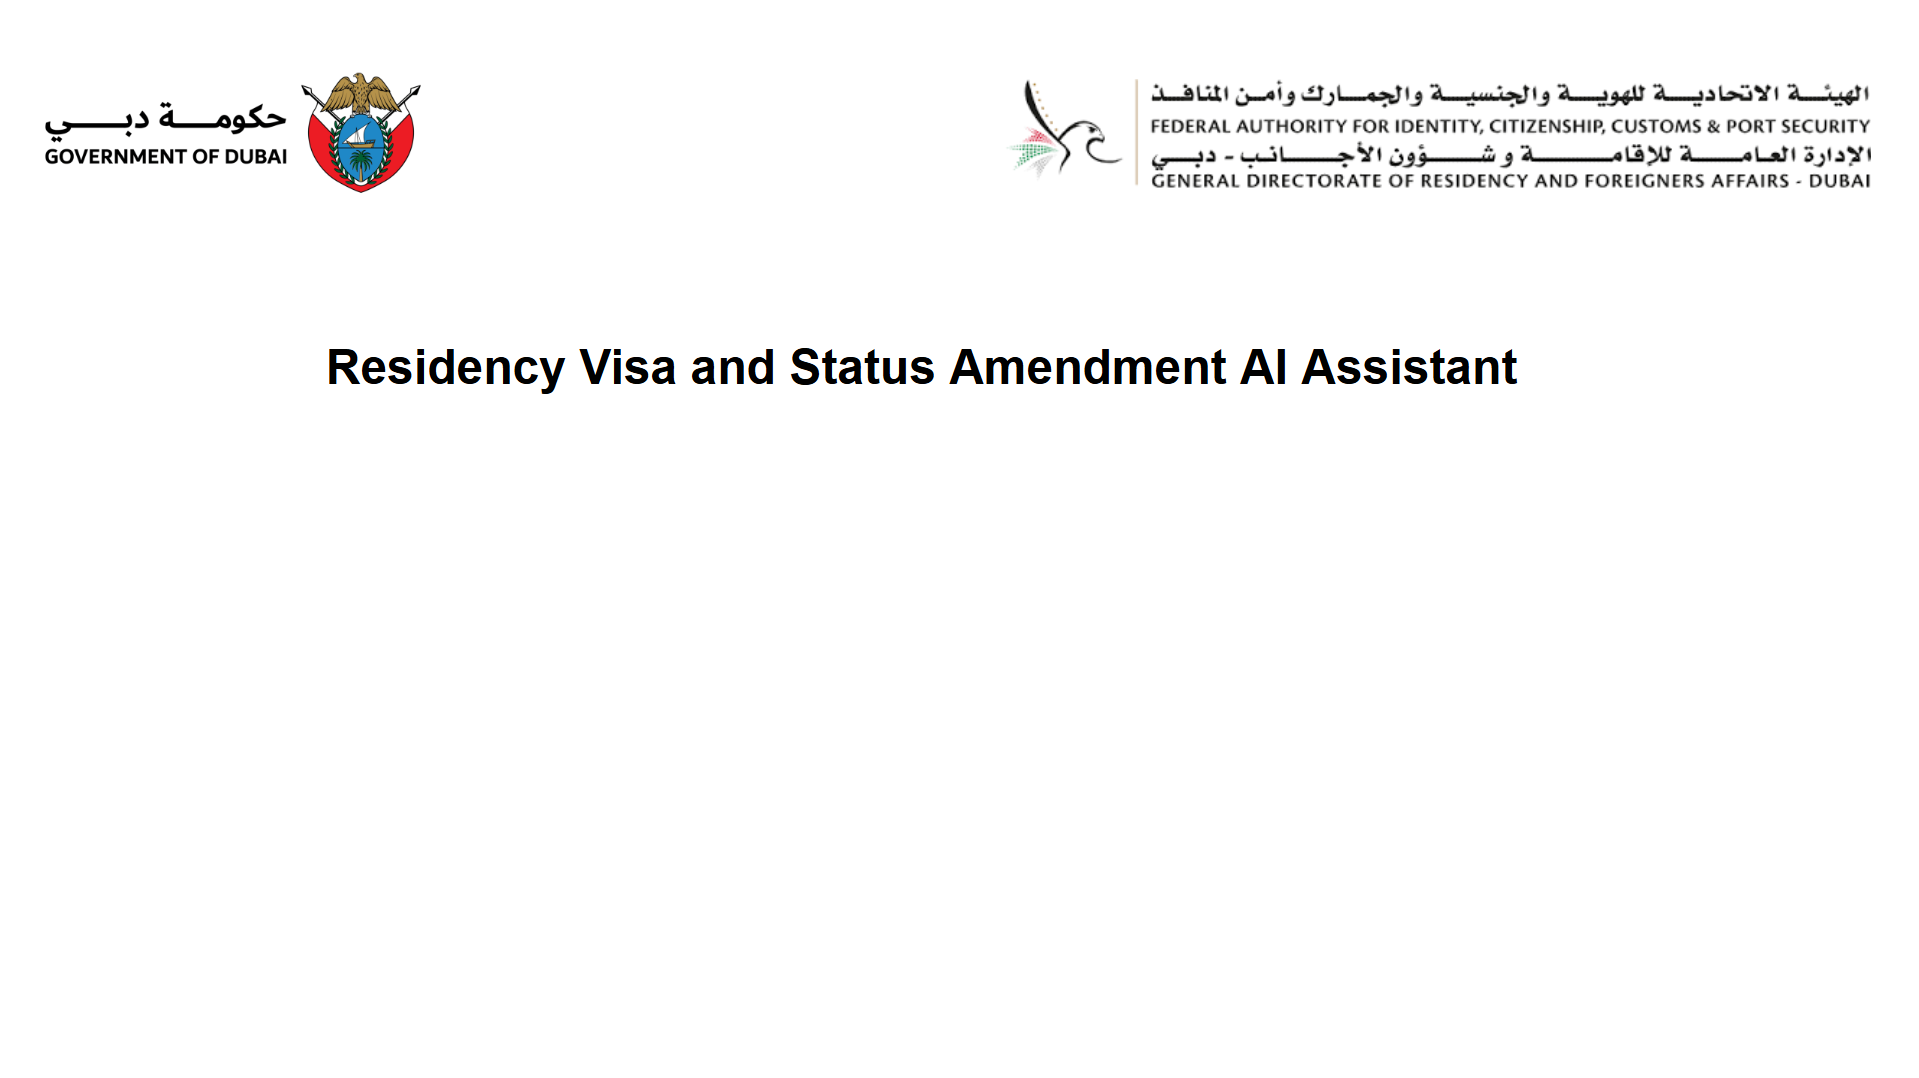 حكومة دبي
GOVERNMENT OF DUBAI
الهيئة الاتحادية للهوية والجنسية والجمارك وأمن المنافذ
FEDERAL AUTHORITY FOR IDENTITY, CITIZENSHIP, CUSTOMS & PORT SECURITY
الإدارة العامة للإقامة وشؤون الأجانب - دبي
GENERAL DIRECTORATE OF RESIDENCY AND FOREIGNERS AFFAIRS - DUBAI
Residency Visa and Status Amendment AI Assistant